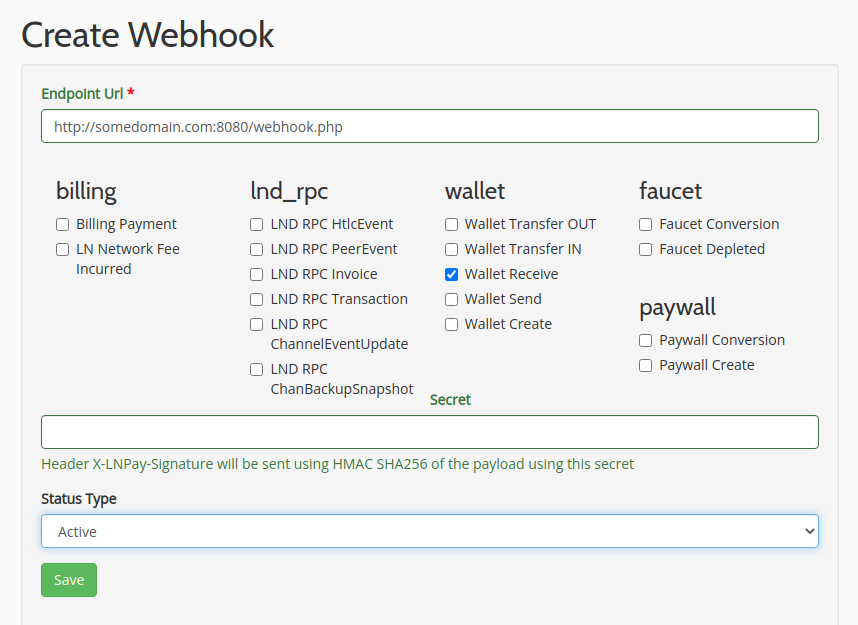 Create Webhook
Endpoint Url *
http://somedomain.com:8080/webhook.php
billing
Billing Payment
LN Network Fee
Incurred
lnd_rpc
LND RPC HtlcEvent
LND RPC PeerEvent
LND RPC Invoice
LND RPC Transaction
LND RPC
ChannelEventUpdate
LND RPC
ChanBackupSnapshot
wallet
Wallet Transfer OUT
Wallet Transfer IN
Wallet Receive
Wallet Send
Wallet Create
faucet
Faucet Conversion
Faucet Depleted
paywall
Paywall Conversion
Paywall Create
Secret
Header X-LNPay-Signature will be sent using HMAC SHA256 of the payload using this secret
Status Type
Active
Save